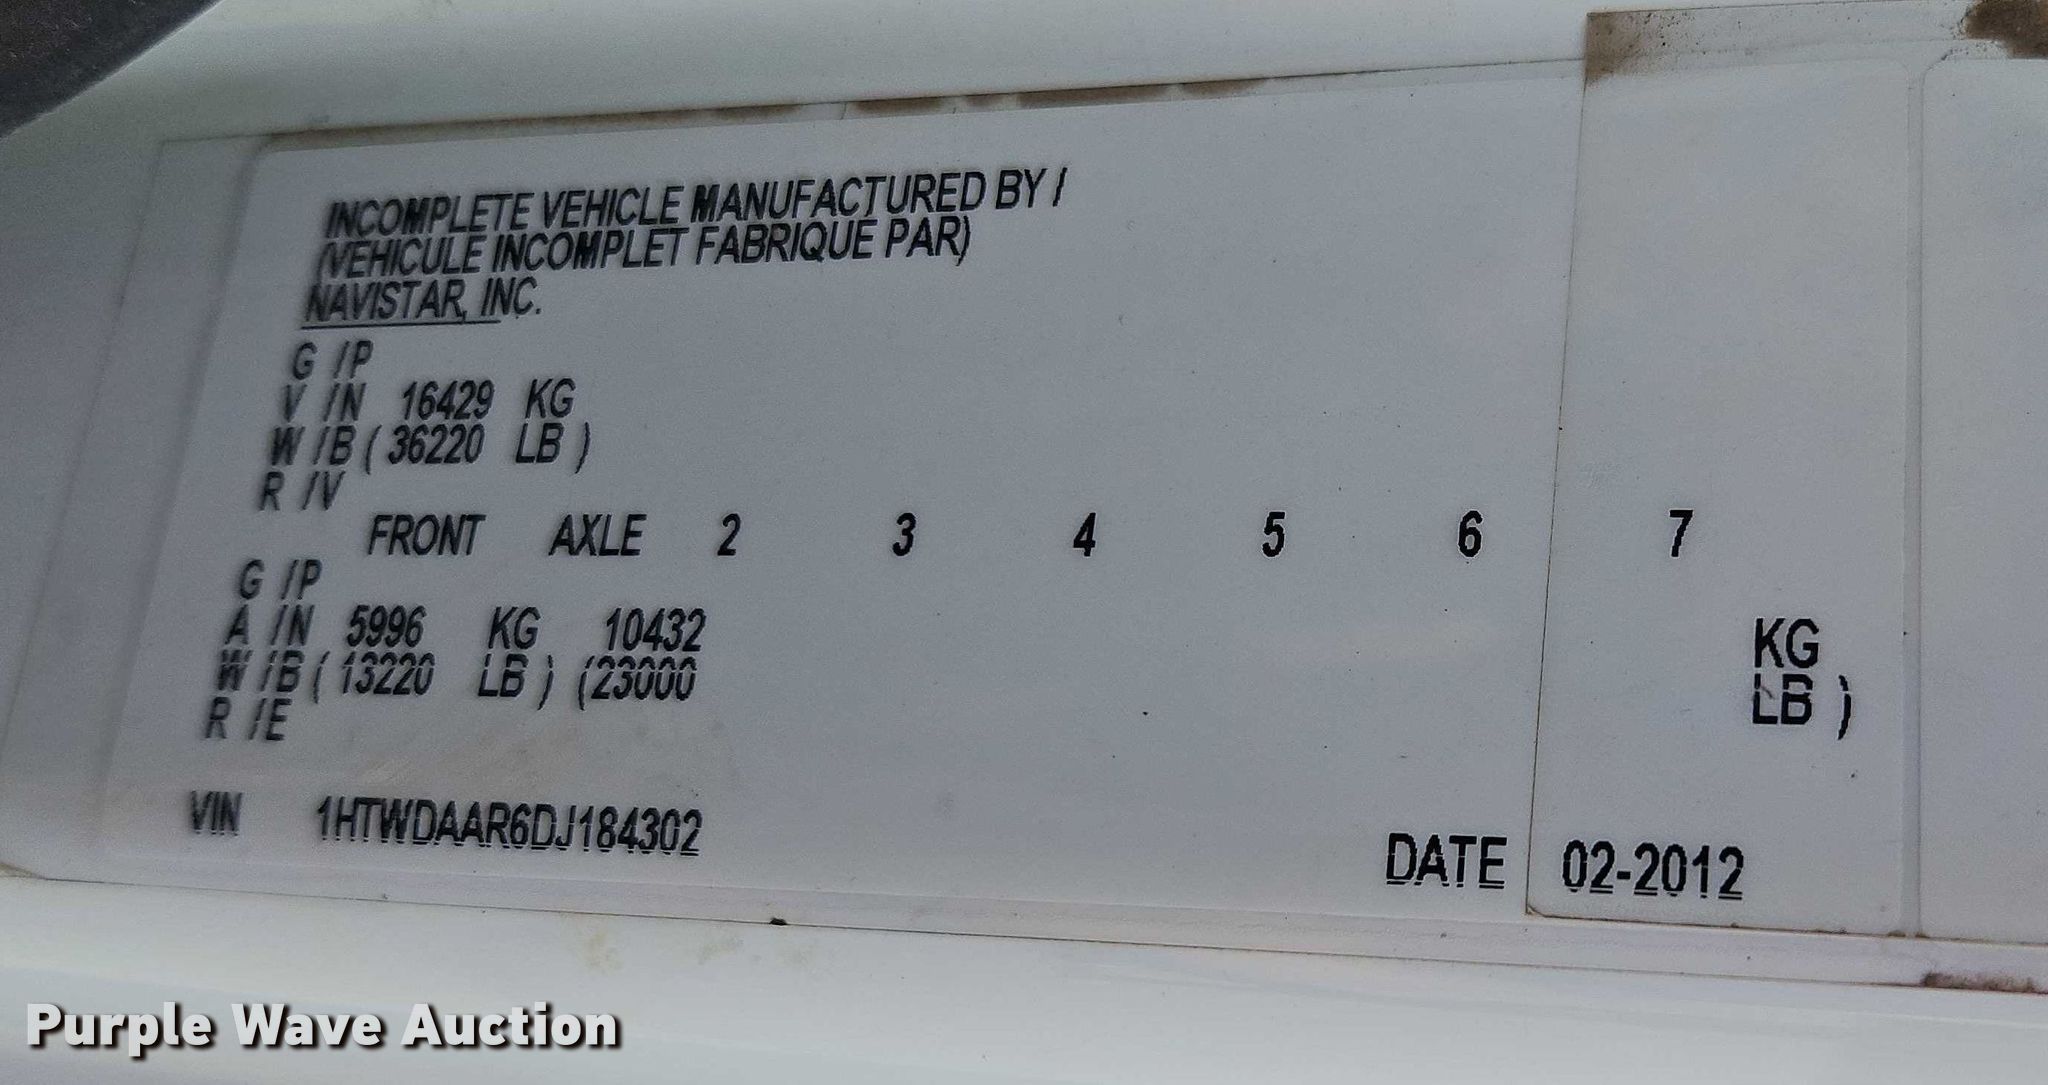 INCOMPLETE VEHICLE MANUFACTURED BY /
(VEHICULE INCOMPLET FABRIQUE PAR)
NAVISTAR, INC.
G /P
V /N 16429 KG
W /B ( 36220 LB )
R /V
FRONT AXLE 2 3 4 5 6 7
G /P
A /N 5996 KG 10432 KG
W /B ( 13220 LB ) (23000 LB )
R /E
VIN 1HTWDAAR6DJ184302
DATE 02-2012
Purple Wave Auction